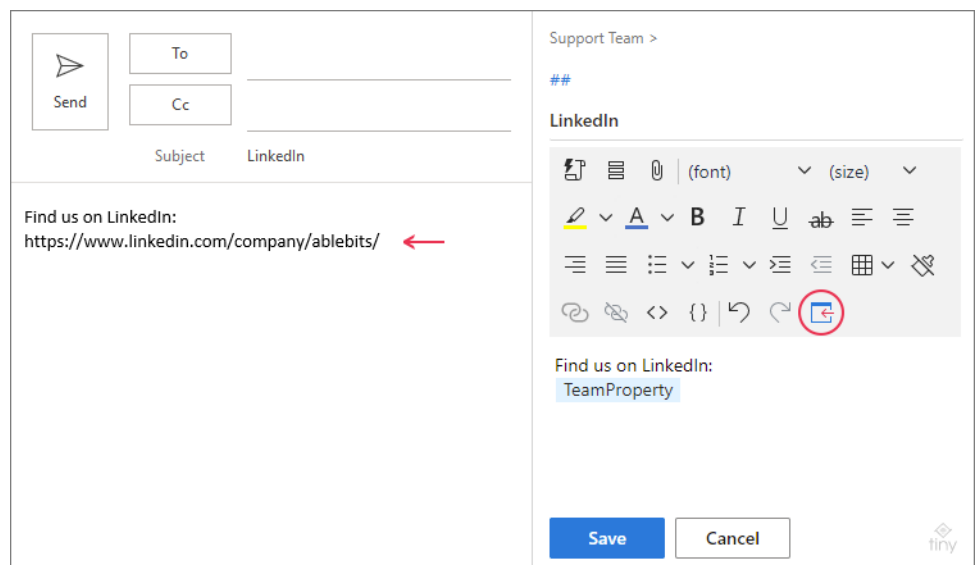 Send
To
Cc
Subject LinkedIn
Find us on LinkedIn:
https://www.linkedin.com/company/ablebits/
Support Team >
##
LinkedIn
(font) (size)
A B I U ab
<> {}
Find us on LinkedIn:
TeamProperty
Save Cancel
tiny